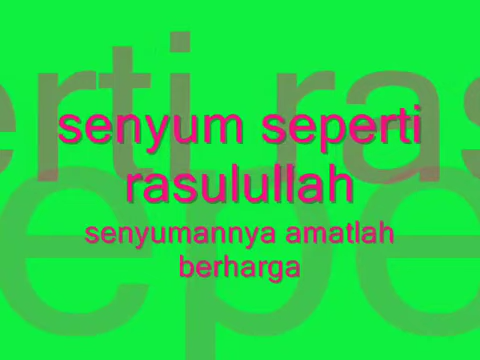 senyum seperti
rasulullah
senyumannya amatlah
berharga